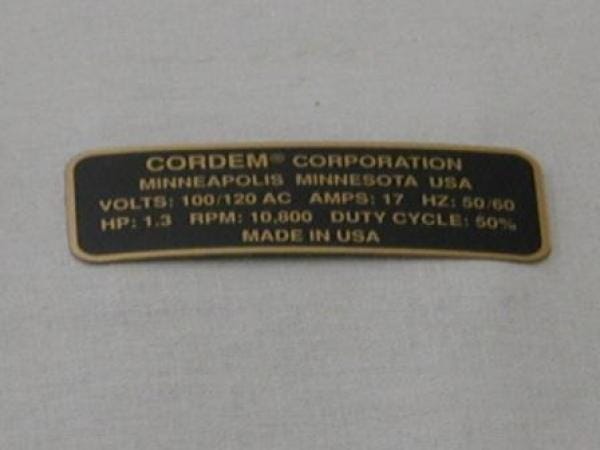 CORDEM® CORPORATION
MINNEAPOLIS MINNESOTA USA
VOLTS: 100/120 AC AMPS: 17 HZ: 50/60
HP: 1.3 RPM: 10,800 DUTY CYCLE: 50%
MADE IN USA